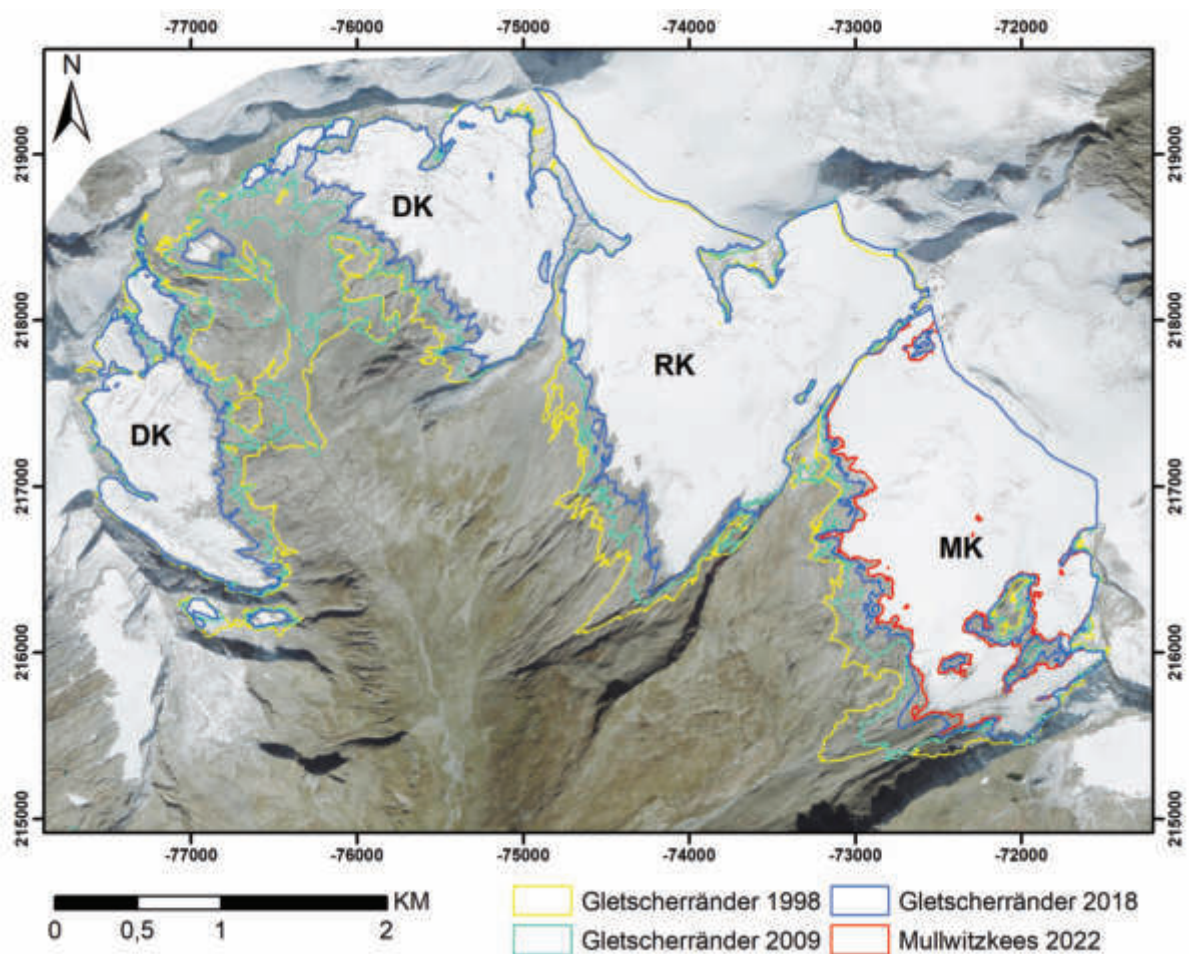 -77000 -76000 -75000 -74000 -73000 -72000
N
219000 219000
218000 218000
217000 217000
216000 216000
215000 215000
DK
DK
RK
MK
-77000 -76000 -75000 -74000 -73000 -72000
KM
0 0,5 1 2
Gletscherränder 1998
Gletscherränder 2018
Gletscherränder 2009
Mullwitzkees 2022